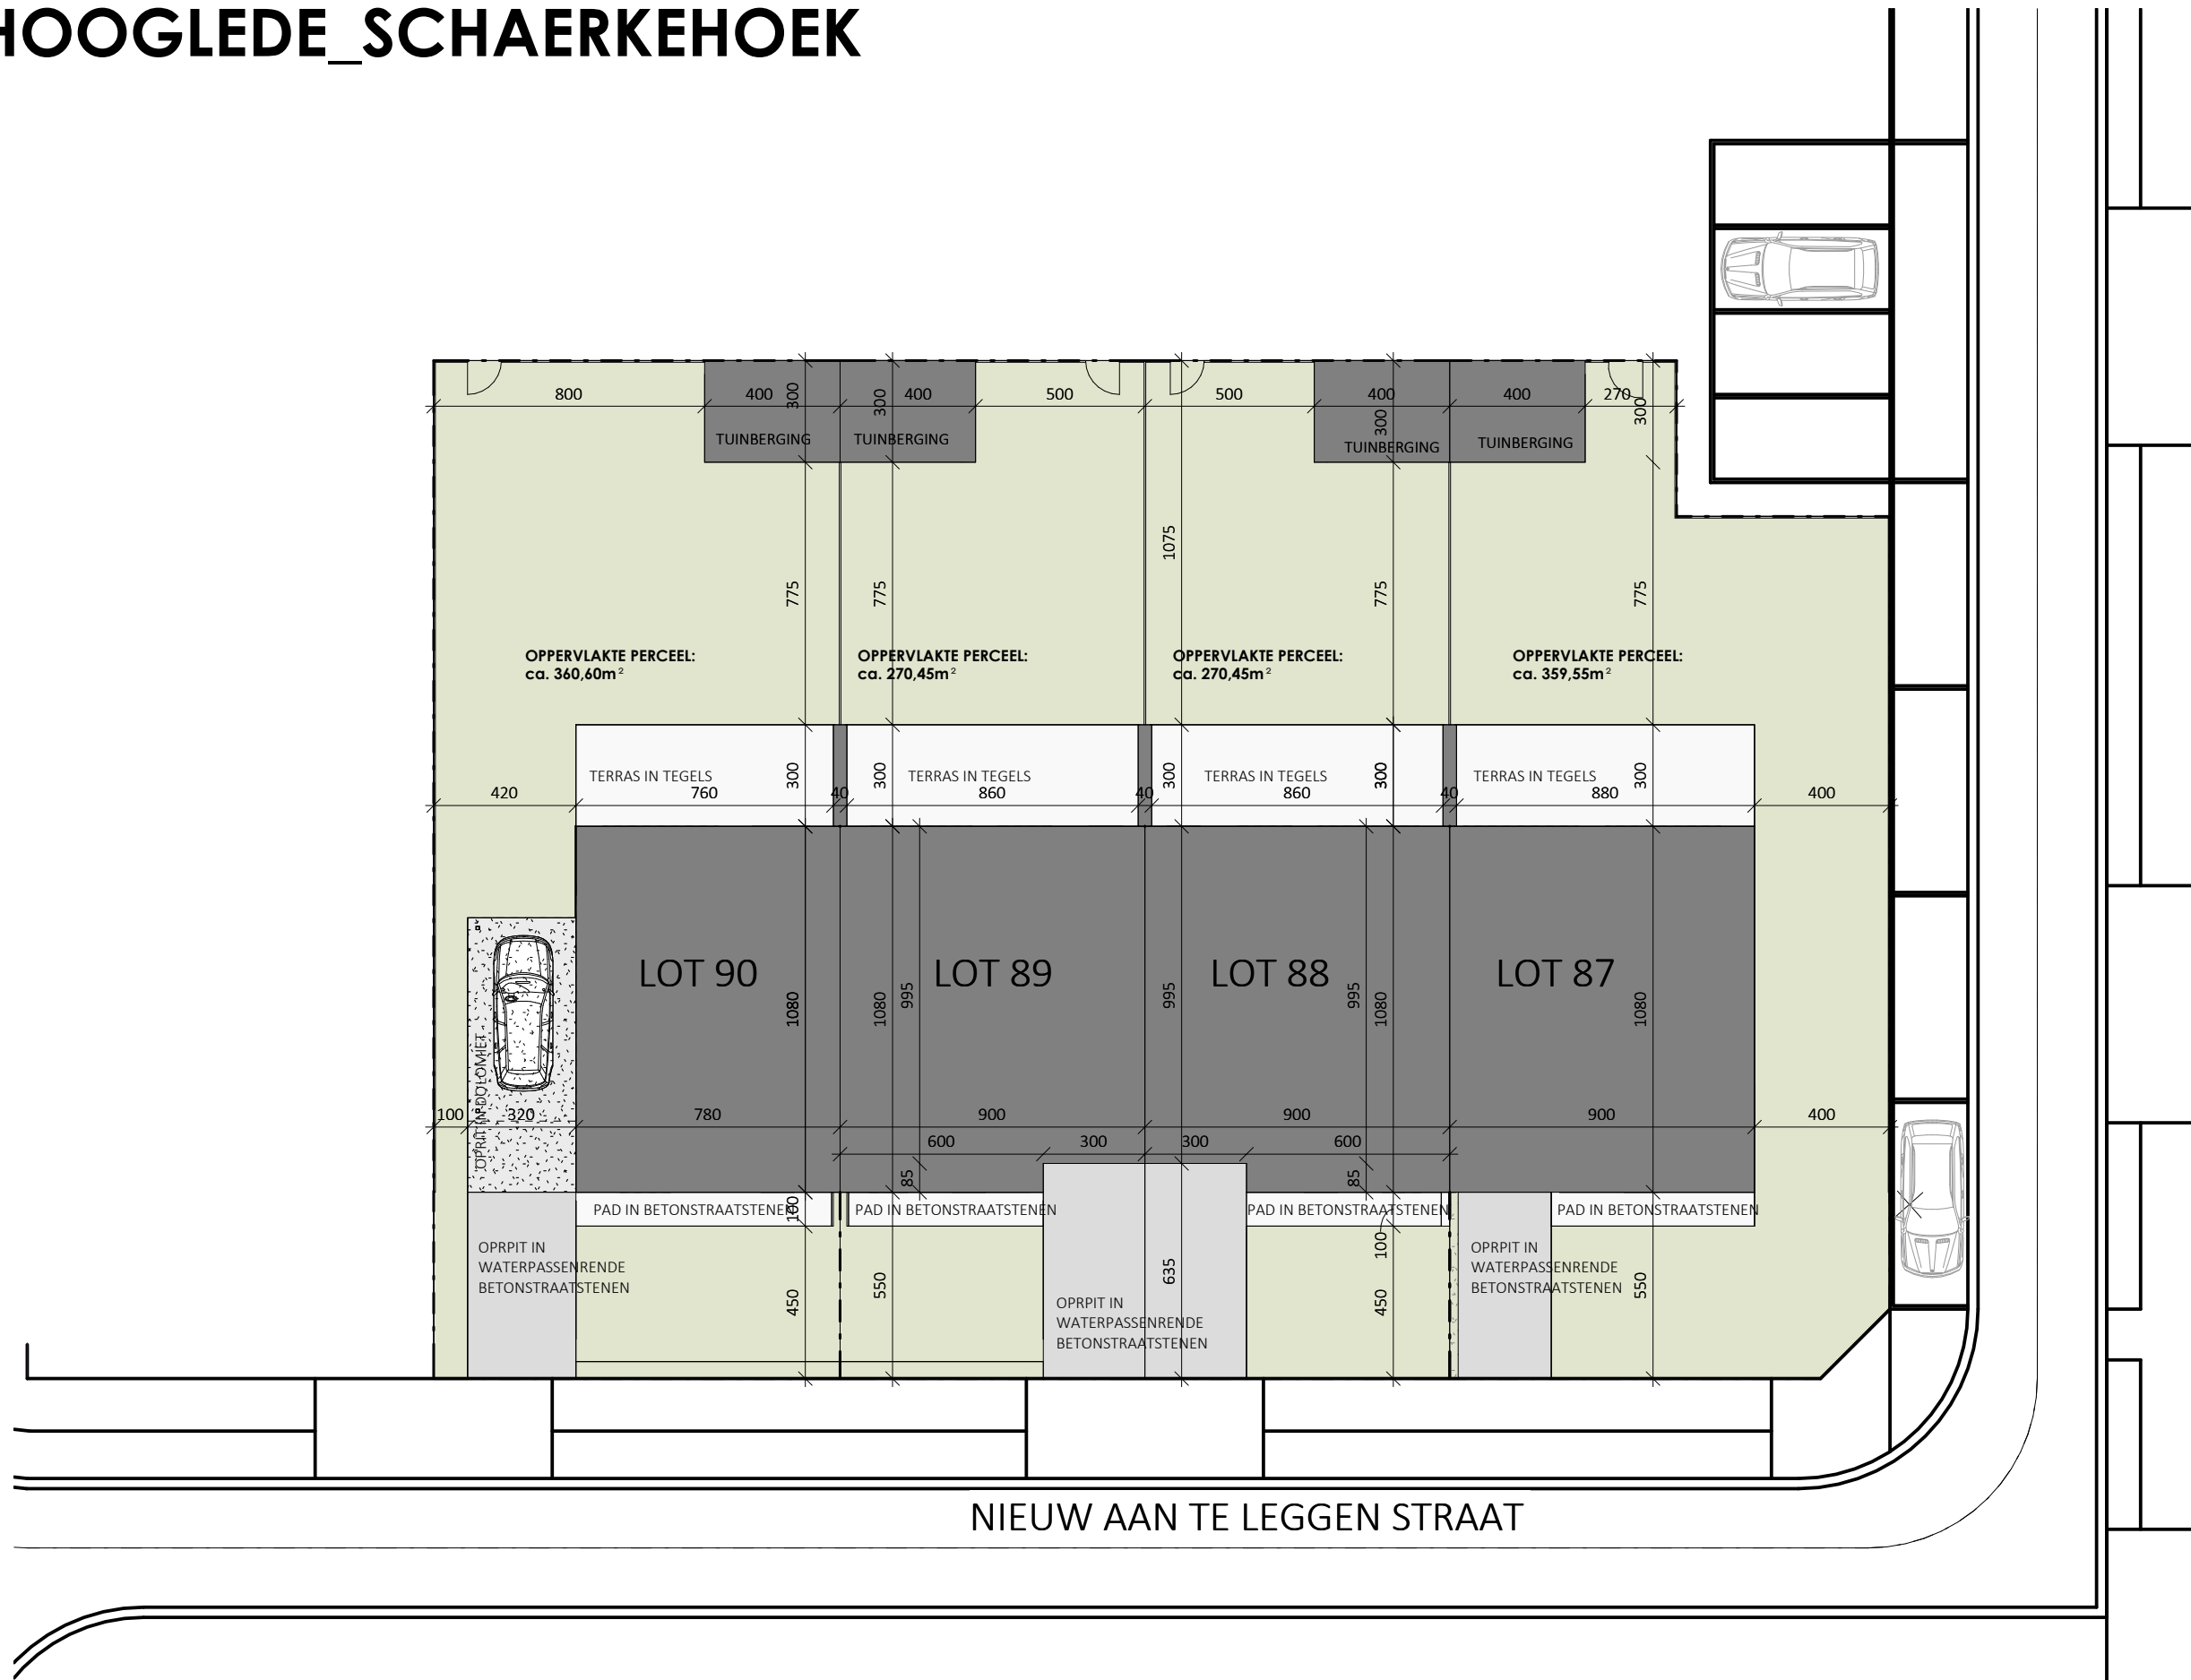 HOOGLEDE_SCHAERKEHOEK
800 400 300 300 400 500 500 400 300 400 270 300
TUINBERGING TUINBERGING TUINBERGING TUINBERGING
1075
775 775 775 775
OPPERVLAKTE PERCEEL: OPPERVLAKTE PERCEEL: OPPERVLAKTE PERCEEL: OPPERVLAKTE PERCEEL:
ca. 360,60m² ca. 270,45m² ca. 270,45m² ca. 359,55m²
TERRAS IN TEGELS TERRAS IN TEGELS TERRAS IN TEGELS TERRAS IN TEGELS
300 300 300 300 300
420 760 40 860 40 860 40 880 400
LOT 90 LOT 89 LOT 88 LOT 87
1080 1080 995 995 995 1080 1080
OPRIT IN DOLOMIET
100 320 780 900 900 900 400
600 300 300 600
85 85
100
PAD IN BETONSTRAATSTENEN PAD IN BETONSTRAATSTENEN PAD IN BETONSTRAATSTENEN PAD IN BETONSTRAATSTENEN
OPRPIT IN
WATERPASSENRENDE
BETONSTRAATSTENEN
OPRPIT IN
WATERPASSENRENDE
BETONSTRAATSTENEN
OPRPIT IN
WATERPASSENRENDE
BETONSTRAATSTENEN
100
450 550 635 450 550
NIEUW AAN TE LEGGEN STRAAT